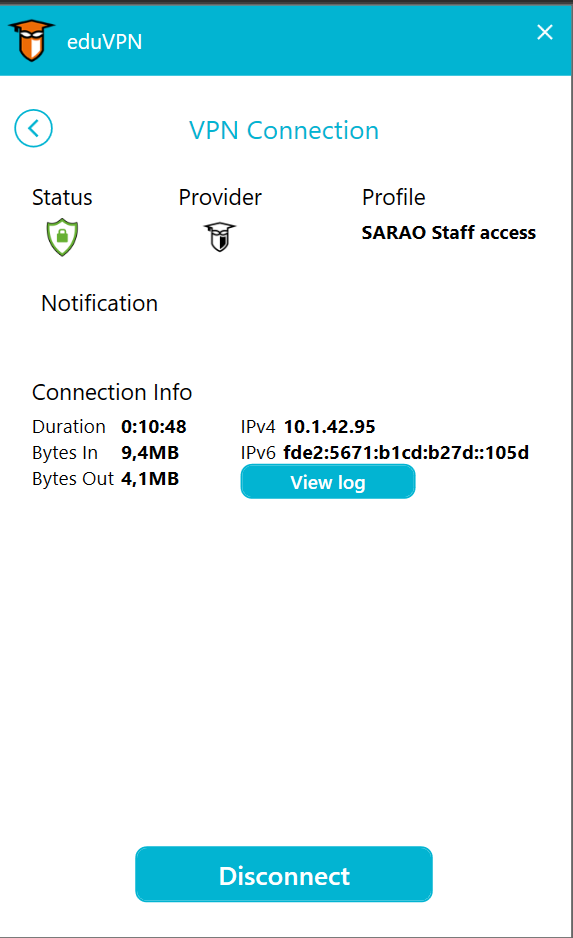 eduVPN
VPN Connection
Status Provider Profile
SARAO Staff access
Notification
Connection Info
Duration 0:10:48 IPv4 10.1.42.95
Bytes In 9,4MB IPv6 fde2:5671:b1cd:b27d::105d
Bytes Out 4,1MB View log
Disconnect